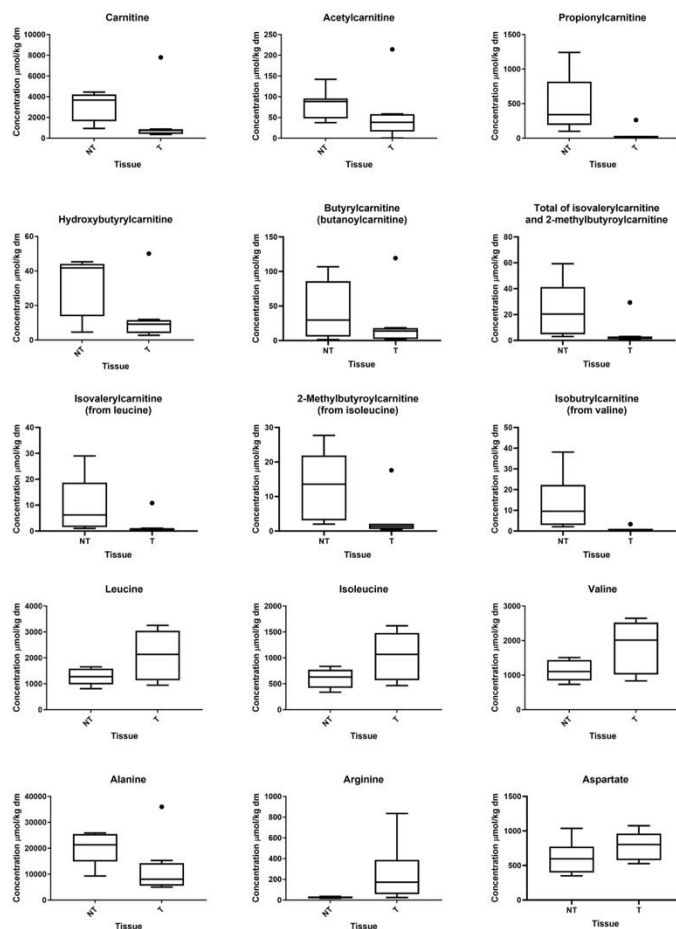 Carnitine
Concentration µmol/kg dm
10000
8000
6000
4000
2000
0
NT
T
Tissue
Acetylcarnitine
Concentration µmol/kg dm
250
200
150
100
50
0
NT
T
Tissue
Propionylcarnitine
Concentration µmol/kg dm
1500
1000
500
0
NT
T
Tissue
Hydroxybutyrylcarnitine
Concentration µmol/kg dm
60
40
20
0
NT
T
Tissue
Butyrylcarnitine
(butanoylcarnitine)
Concentration µmol/kg dm
150
100
50
0
NT
T
Tissue
Total of isovalerylcarnitine
and 2-methylbutyroylcarnitine
Concentration µmol/kg dm
80
60
40
20
0
NT
T
Tissue
Isovalerylcarnitine
(from leucine)
Concentration µmol/kg dm
40
30
20
10
0
NT
T
Tissue
2-Methylbutyroylcarnitine
(from isoleucine)
Concentration µmol/kg dm
30
20
10
0
NT
T
Tissue
Isobutrylcarnitine
(from valine)
Concentration µmol/kg dm
50
40
30
20
10
0
NT
T
Tissue
Leucine
Concentration µmol/kg dm
4000
3000
2000
1000
0
NT
T
Tissue
Isoleucine
Concentration µmol/kg dm
2000
1500
1000
500
0
NT
T
Tissue
Valine
Concentration µmol/kg dm
3000
2000
1000
0
NT
T
Tissue
Alanine
Concentration µmol/kg dm
40000
30000
20000
10000
0
NT
T
Tissue
Arginine
Concentration µmol/kg dm
1000
800
600
400
200
0
NT
T
Tissue
Aspartate
Concentration µmol/kg dm
1500
1000
500
0
NT
T
Tissue